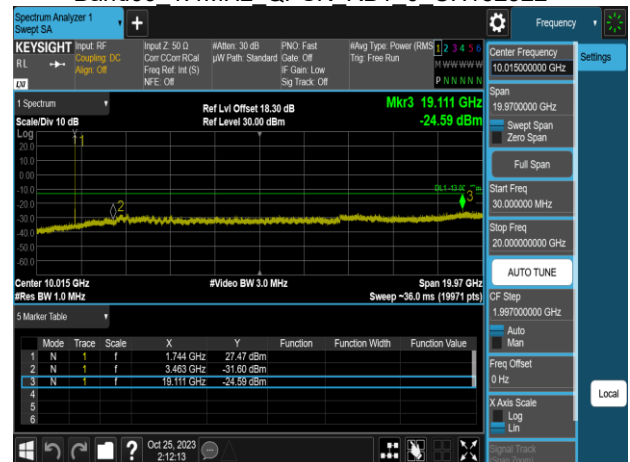 Spectrum Analyzer 1
Swept SA
Frequency
KEYSIGHT
RL
LXI
Input: RF
Coupling: DC
Align: Off
Input Z: 50 Ω
Corr CCorr RCal
Freq Ref: Int (S)
NFE: Off
#Atten: 30 dB
µW Path: Standard
PNO: Fast
Gate: Off
IF Gain: Low
Sig Track: Off
#Avg Type: Power (RMS
Trig: Free Run
1 2 3 4 5 6
M W W W W W
P N N N N N
1 Spectrum
Scale/Div 10 dB
Ref Lvl Offset 18.30 dB
Ref Level 30.00 dBm
Mkr3 19.111 GHz
-24.59 dBm
Log
20.0
10.0
0.00
-10.0
-20.0
-30.0
-40.0
-50.0
-60.0
1
2
3
Center 10.015 GHz
#Res BW 1.0 MHz
#Video BW 3.0 MHz
Span 19.97 GHz
Sweep ~36.0 ms (19971 pts)
5 Marker Table
Mode Trace Scale X Y Function Function Width Function Value
1 N 1 f 1.744 GHz 27.47 dBm
2 N 1 f 3.463 GHz -31.60 dBm
3 N 1 f 19.111 GHz -24.59 dBm
4
5
6
Oct 25, 2023
2:12:13
Center Frequency
10.015000000 GHz
Settings
Span
19.9700000 GHz
Swept Span
Zero Span
Full Span
Start Freq
30.000000 MHz
Stop Freq
20.000000000 GHz
AUTO TUNE
CF Step
1.997000000 GHz
Auto
Man
Freq Offset
0 Hz
X Axis Scale
Log
Lin
Local
Signal Track
(Span Zoom)